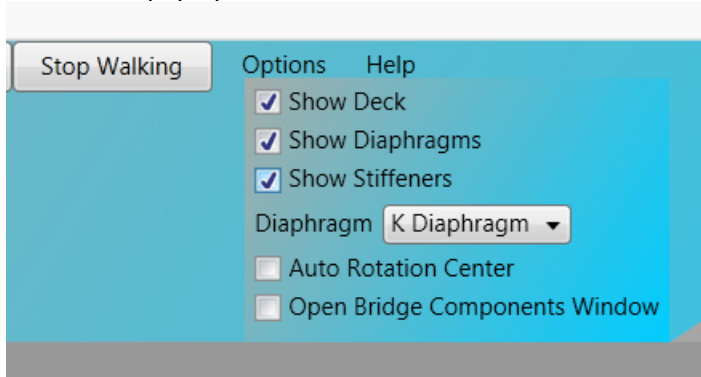 Stop Walking Options Help
Show Deck
Show Diaphragms
Show Stiffeners
Diaphragm K Diaphragm
Auto Rotation Center
Open Bridge Components Window